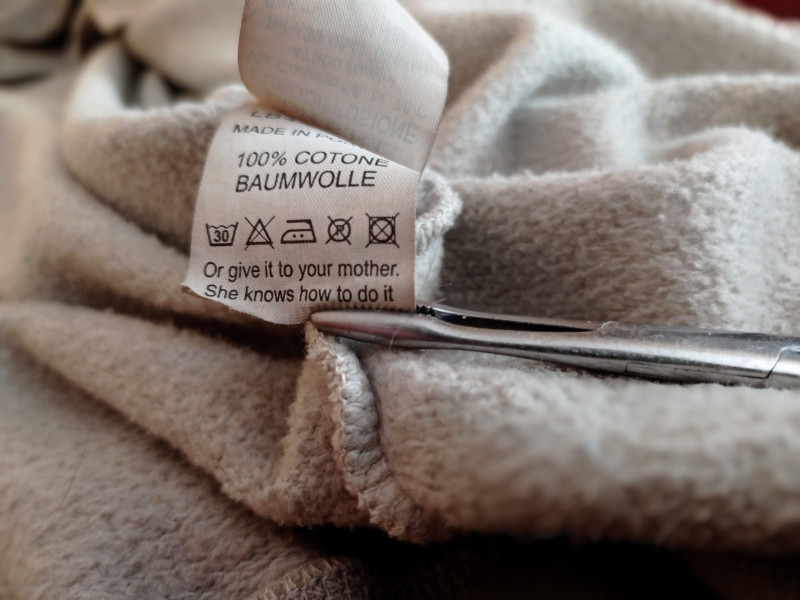 MADE IN
100% COTONE
BAUMWOLLE
30
Or give it to your mother.
She knows how to do it